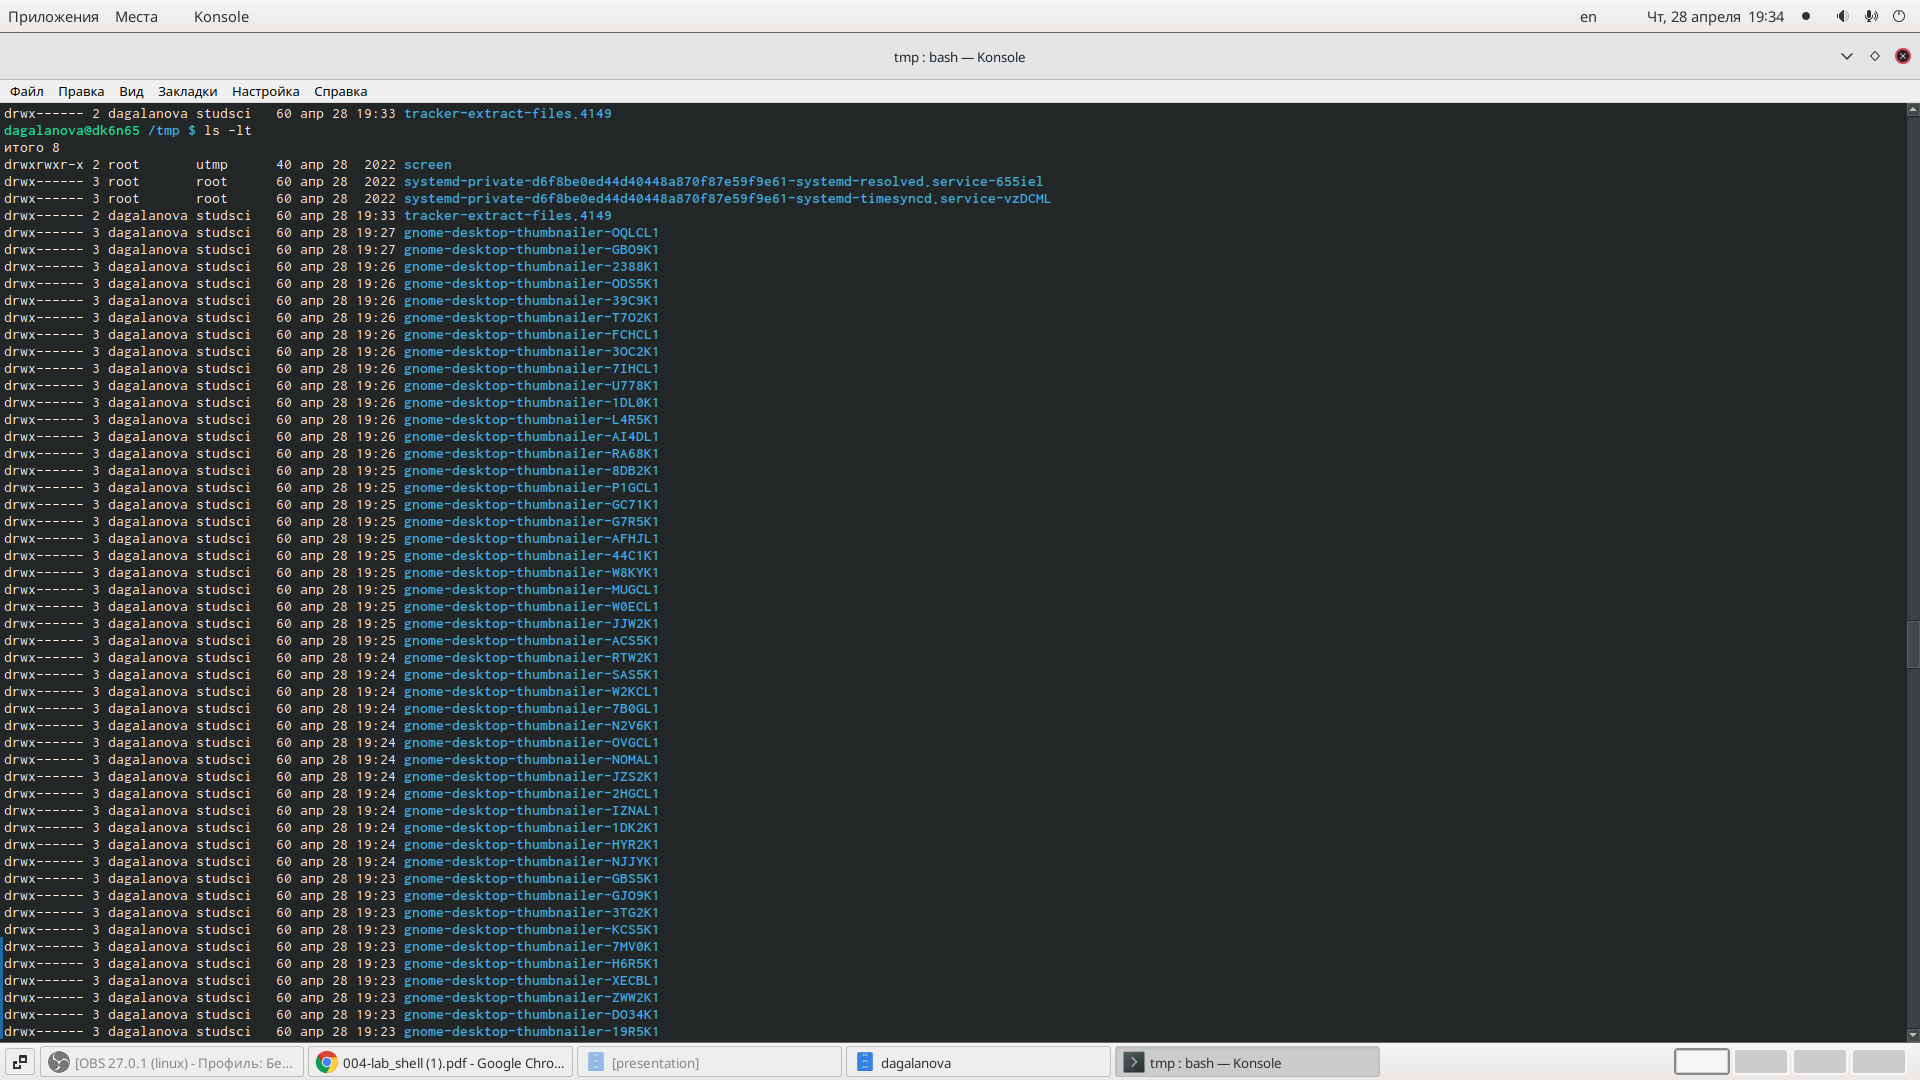 Приложения Места Konsole en Чт, 28 апреля 19:34
tmp : bash — Konsole
Файл Правка Вид Закладки Настройка Справка
drwx------ 2 dagalanova studsci 60 апр 28 19:33 tracker-extract-files.4149
dagalanova@dk6n65 /tmp $ ls -lt
итого 8
drwxrwxr-x 2 root utmp 40 апр 28 2022 screen
drwx------ 3 root root 60 апр 28 2022 systemd-private-d6f8be0ed44d40448a870f87e59f9e61-systemd-resolved.service-655iel
drwx------ 3 root root 60 апр 28 2022 systemd-private-d6f8be0ed44d40448a870f87e59f9e61-systemd-timesyncd.service-vzDCML
drwx------ 2 dagalanova studsci 60 апр 28 19:33 tracker-extract-files.4149
drwx------ 3 dagalanova studsci 60 апр 28 19:27 gnome-desktop-thumbnailer-OQLCL1
drwx------ 3 dagalanova studsci 60 апр 28 19:27 gnome-desktop-thumbnailer-GBO9K1
drwx------ 3 dagalanova studsci 60 апр 28 19:26 gnome-desktop-thumbnailer-2388K1
drwx------ 3 dagalanova studsci 60 апр 28 19:26 gnome-desktop-thumbnailer-ODS5K1
drwx------ 3 dagalanova studsci 60 апр 28 19:26 gnome-desktop-thumbnailer-39C9K1
drwx------ 3 dagalanova studsci 60 апр 28 19:26 gnome-desktop-thumbnailer-T7O2K1
drwx------ 3 dagalanova studsci 60 апр 28 19:26 gnome-desktop-thumbnailer-FCHCL1
drwx------ 3 dagalanova studsci 60 апр 28 19:26 gnome-desktop-thumbnailer-3OC2K1
drwx------ 3 dagalanova studsci 60 апр 28 19:26 gnome-desktop-thumbnailer-7IHCL1
drwx------ 3 dagalanova studsci 60 апр 28 19:26 gnome-desktop-thumbnailer-U778K1
drwx------ 3 dagalanova studsci 60 апр 28 19:26 gnome-desktop-thumbnailer-1DL0K1
drwx------ 3 dagalanova studsci 60 апр 28 19:26 gnome-desktop-thumbnailer-L4R5K1
drwx------ 3 dagalanova studsci 60 апр 28 19:26 gnome-desktop-thumbnailer-AI4DL1
drwx------ 3 dagalanova studsci 60 апр 28 19:26 gnome-desktop-thumbnailer-RA68K1
drwx------ 3 dagalanova studsci 60 апр 28 19:25 gnome-desktop-thumbnailer-8DB2K1
drwx------ 3 dagalanova studsci 60 апр 28 19:25 gnome-desktop-thumbnailer-P1GCL1
drwx------ 3 dagalanova studsci 60 апр 28 19:25 gnome-desktop-thumbnailer-GC71K1
drwx------ 3 dagalanova studsci 60 апр 28 19:25 gnome-desktop-thumbnailer-G7R5K1
drwx------ 3 dagalanova studsci 60 апр 28 19:25 gnome-desktop-thumbnailer-AFHJL1
drwx------ 3 dagalanova studsci 60 апр 28 19:25 gnome-desktop-thumbnailer-44C1K1
drwx------ 3 dagalanova studsci 60 апр 28 19:25 gnome-desktop-thumbnailer-W8KYK1
drwx------ 3 dagalanova studsci 60 апр 28 19:25 gnome-desktop-thumbnailer-MUGCL1
drwx------ 3 dagalanova studsci 60 апр 28 19:25 gnome-desktop-thumbnailer-W0ECL1
drwx------ 3 dagalanova studsci 60 апр 28 19:25 gnome-desktop-thumbnailer-JJW2K1
drwx------ 3 dagalanova studsci 60 апр 28 19:25 gnome-desktop-thumbnailer-ACS5K1
drwx------ 3 dagalanova studsci 60 апр 28 19:24 gnome-desktop-thumbnailer-RTW2K1
drwx------ 3 dagalanova studsci 60 апр 28 19:24 gnome-desktop-thumbnailer-SAS5K1
drwx------ 3 dagalanova studsci 60 апр 28 19:24 gnome-desktop-thumbnailer-W2KCL1
drwx------ 3 dagalanova studsci 60 апр 28 19:24 gnome-desktop-thumbnailer-7B0GL1
drwx------ 3 dagalanova studsci 60 апр 28 19:24 gnome-desktop-thumbnailer-N2V6K1
drwx------ 3 dagalanova studsci 60 апр 28 19:24 gnome-desktop-thumbnailer-OVGCL1
drwx------ 3 dagalanova studsci 60 апр 28 19:24 gnome-desktop-thumbnailer-NOMAL1
drwx------ 3 dagalanova studsci 60 апр 28 19:24 gnome-desktop-thumbnailer-JZS2K1
drwx------ 3 dagalanova studsci 60 апр 28 19:24 gnome-desktop-thumbnailer-2HGCL1
drwx------ 3 dagalanova studsci 60 апр 28 19:24 gnome-desktop-thumbnailer-IZNAL1
drwx------ 3 dagalanova studsci 60 апр 28 19:24 gnome-desktop-thumbnailer-1DK2K1
drwx------ 3 dagalanova studsci 60 апр 28 19:24 gnome-desktop-thumbnailer-HYR2K1
drwx------ 3 dagalanova studsci 60 апр 28 19:24 gnome-desktop-thumbnailer-NJJYK1
drwx------ 3 dagalanova studsci 60 апр 28 19:23 gnome-desktop-thumbnailer-GBS5K1
drwx------ 3 dagalanova studsci 60 апр 28 19:23 gnome-desktop-thumbnailer-GJO9K1
drwx------ 3 dagalanova studsci 60 апр 28 19:23 gnome-desktop-thumbnailer-3TG2K1
drwx------ 3 dagalanova studsci 60 апр 28 19:23 gnome-desktop-thumbnailer-KCS5K1
drwx------ 3 dagalanova studsci 60 апр 28 19:23 gnome-desktop-thumbnailer-7MV0K1
drwx------ 3 dagalanova studsci 60 апр 28 19:23 gnome-desktop-thumbnailer-H6R5K1
drwx------ 3 dagalanova studsci 60 апр 28 19:23 gnome-desktop-thumbnailer-XECBL1
drwx------ 3 dagalanova studsci 60 апр 28 19:23 gnome-desktop-thumbnailer-ZWW2K1
drwx------ 3 dagalanova studsci 60 апр 28 19:23 gnome-desktop-thumbnailer-DO34K1
drwx------ 3 dagalanova studsci 60 апр 28 19:23 gnome-desktop-thumbnailer-19R5K1
[OBS 27.0.1 (linux) - Профиль: Бе... 004-lab_shell (1).pdf - Google Chro... [presentation] dagalanova tmp : bash — Konsole